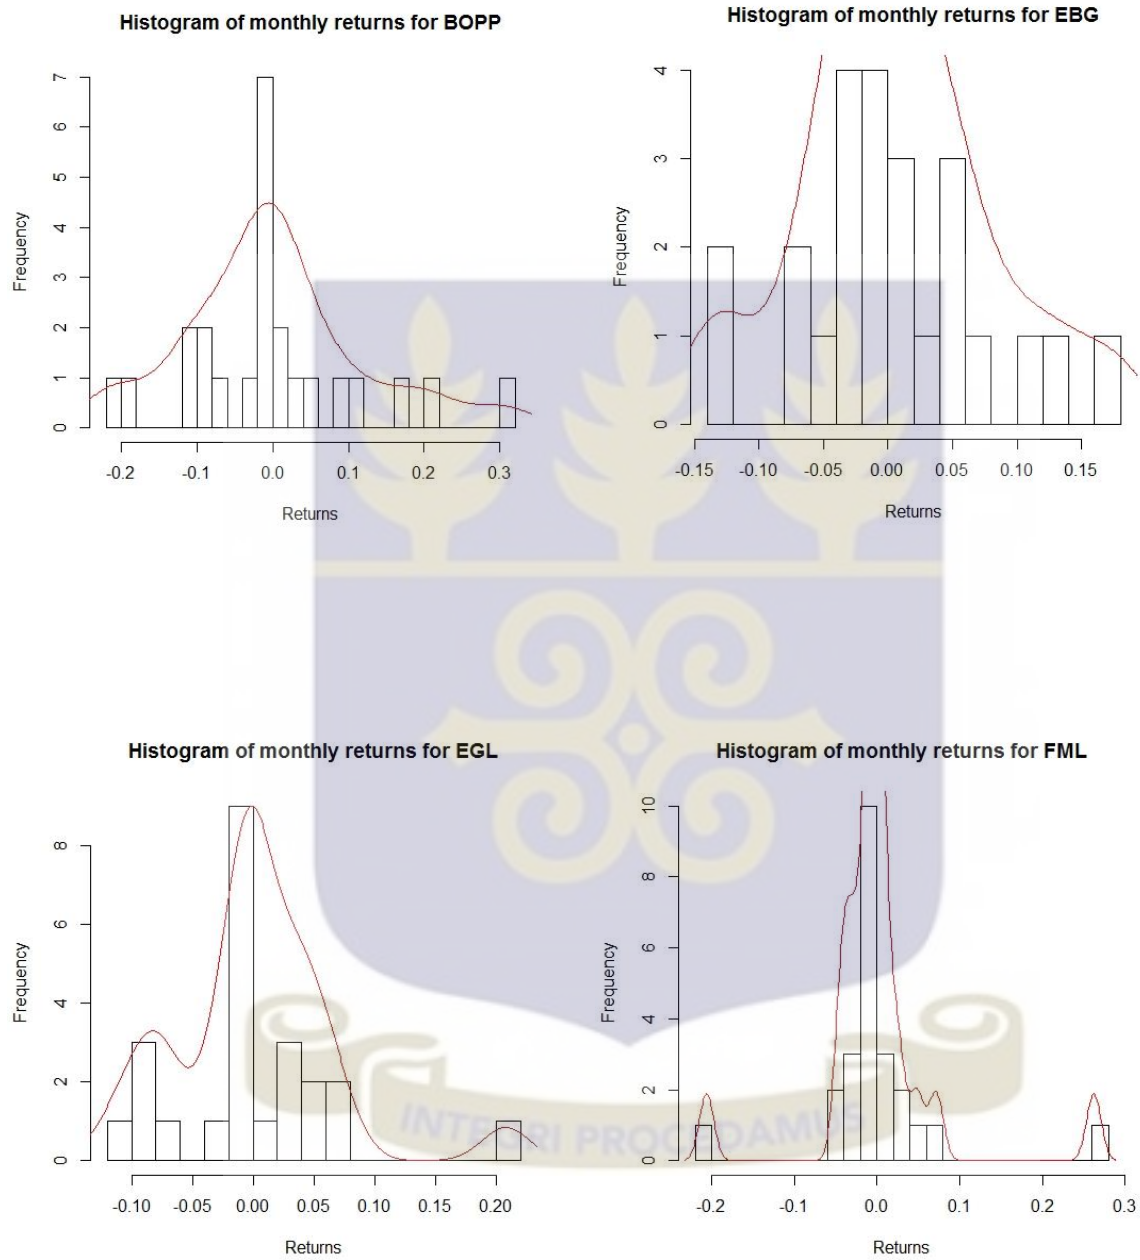 Histogram of monthly returns for BOPP
Frequency
7
6
5
4
3
2
1
0
-0.2 -0.1 0.0 0.1 0.2 0.3
Returns
Histogram of monthly returns for EBG
Frequency
4
3
2
1
0
-0.15 -0.10 -0.05 0.00 0.05 0.10 0.15
Returns
Histogram of monthly returns for EGL
Frequency
8
6
4
2
0
-0.10 -0.05 0.00 0.05 0.10 0.15 0.20
Returns
Histogram of monthly returns for FML
Frequency
10
8
6
4
2
0
-0.2 -0.1 0.0 0.1 0.2 0.3
Returns
INTEGRI PROCEDAMUS